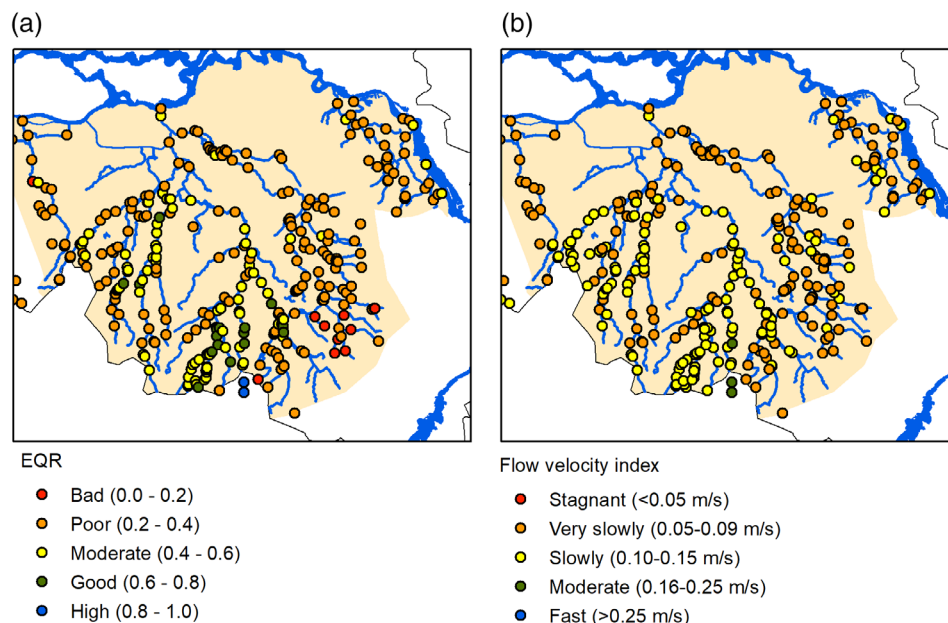 (a)
(b)
EQR
Bad (0.0 - 0.2)
Poor (0.2 - 0.4)
Moderate (0.4 - 0.6)
Good (0.6 - 0.8)
High (0.8 - 1.0)
Flow velocity index
Stagnant (<0.05 m/s)
Very slowly (0.05-0.09 m/s)
Slowly (0.10-0.15 m/s)
Moderate (0.16-0.25 m/s)
Fast (>0.25 m/s)